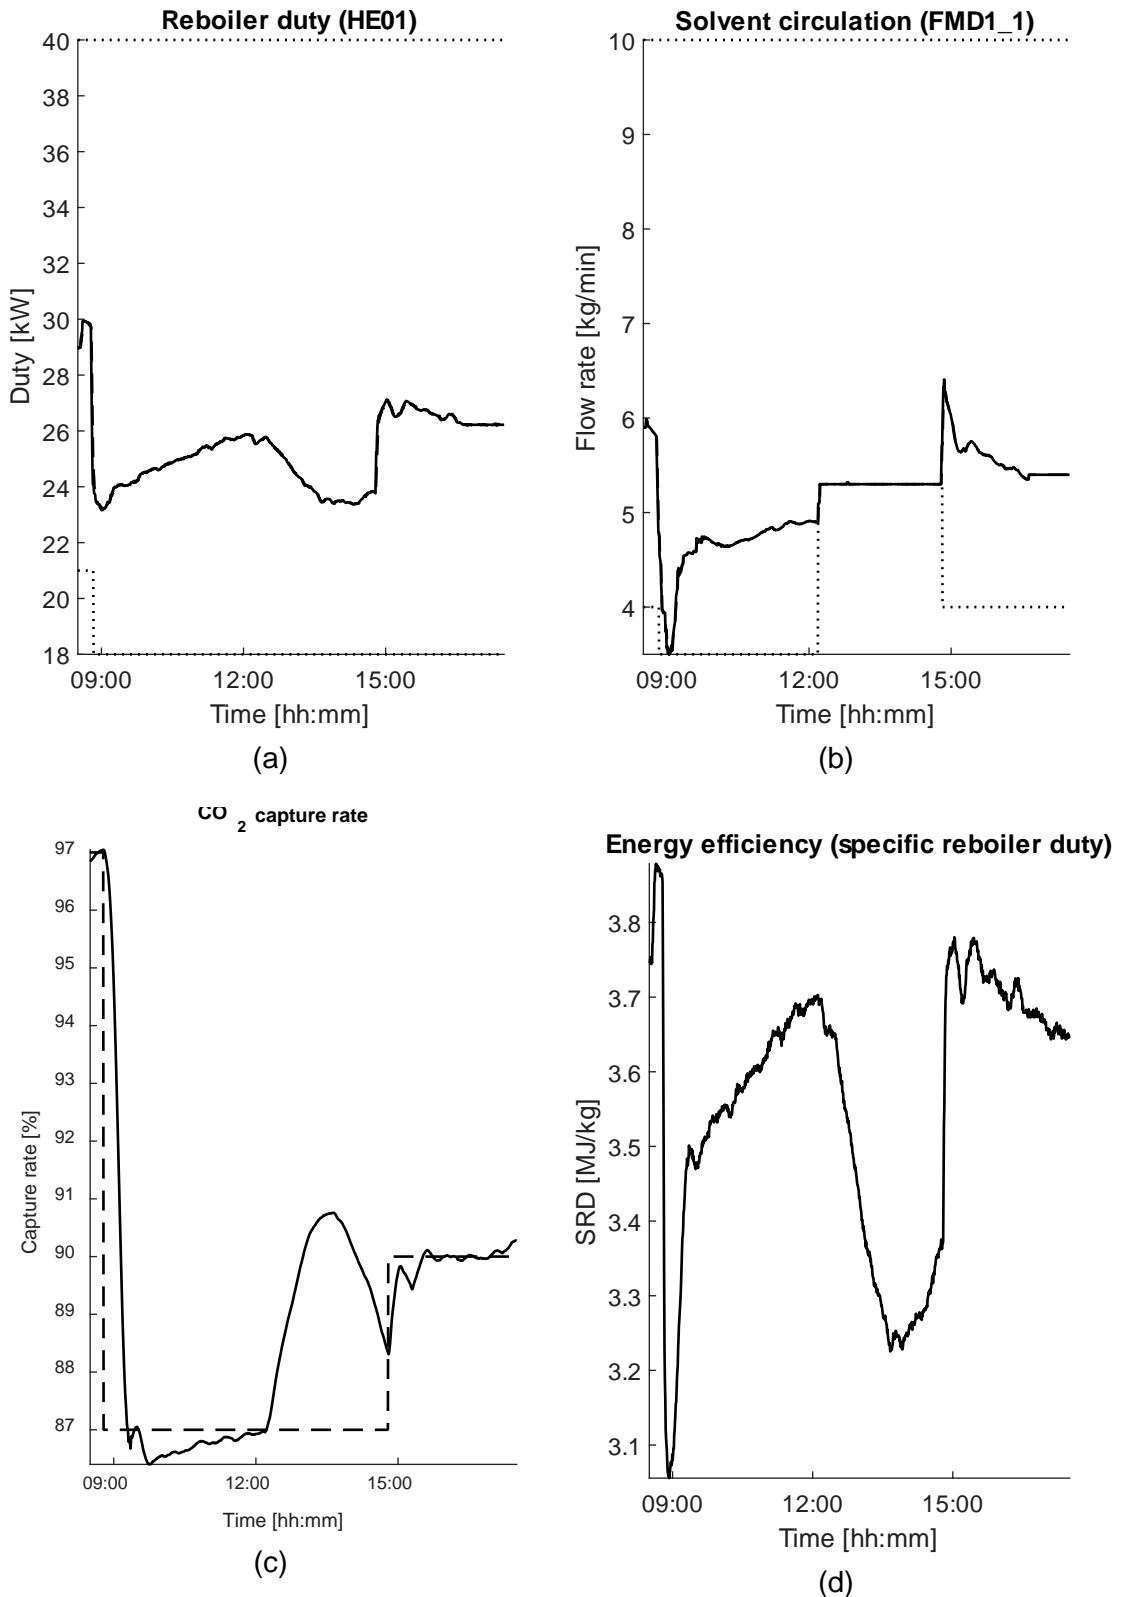 Reboiler duty (HE01)
40
38
36
34
32
30
28
26
24
22
20
18
Duty [kW]
09:00 12:00 15:00
Time [hh:mm]
(a)
Solvent circulation (FMD1_1)
10
9
8
7
6
5
4
Flow rate [kg/min]
09:00 12:00 15:00
Time [hh:mm]
(b)
CO 2 capture rate
97
96
95
94
93
92
91
90
89
88
87
Capture rate [%]
09:00 12:00 15:00
Time [hh:mm]
(c)
Energy efficiency (specific reboiler duty)
3.8
3.7
3.6
3.5
3.4
3.3
3.2
3.1
SRD [MJ/kg]
09:00 12:00 15:00
Time [hh:mm]
(d)